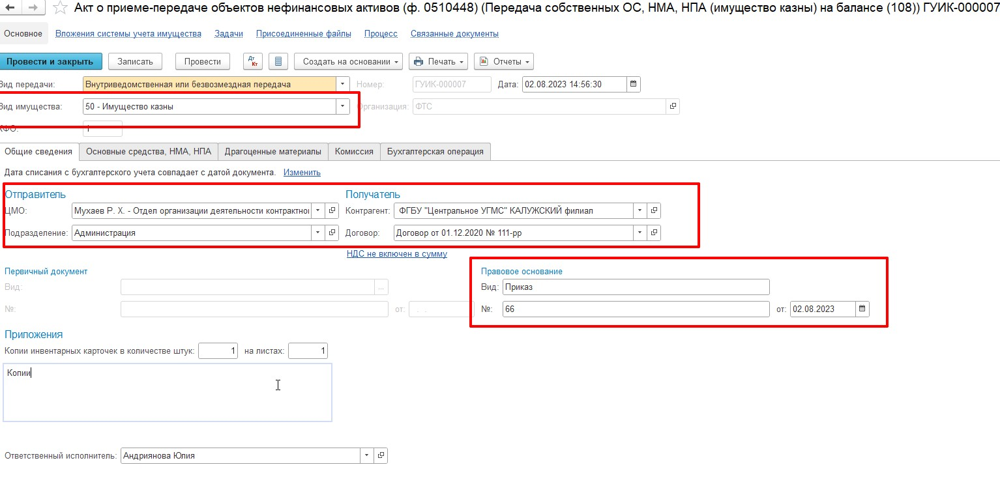 Акт о приеме-передаче объектов нефинансовых активов (ф. 0510448) (Передача собственных ОС, НМА, НПА (имущество казны) на балансе (108)) ГУИК-000007
Основное Вложения системы учета имущества Задачи Присоединенные файлы Процесс Связанные документы
Провести и закрыть Записать Провести Дт Кт Создать на основании Печать Отчеты
Вид передачи: Внутриведомственная или безвозмездная передача Номер: ГУИК-000007 Дата: 02.08.2023 14:56:30
Вид имущества: 50 - Имущество казны Организация: ФТС
КФО: 1
Общие сведения Основные средства, НМА, НПА Драгоценные материалы Комиссия Бухгалтерская операция
Дата списания с бухгалтерского учета совпадает с датой документа. Изменить
Отправитель Получатель
ЦМО: Мухаев Р. Х. - Отдел организации деятельности контрактно Контрагент: ФГБУ "Центральное УГМС" КАЛУЖСКИЙ филиал
Подразделение: Администрация Договор: Договор от 01.12.2020 № 111-рр
НДС не включен в сумму
Первичный документ Правовое основание
Вид: ... Вид: Приказ
№: от: . . №: 66 от: 02.08.2023
Приложения
Копии инвентарных карточек в количестве штук: 1 на листах: 1
Копии
Ответственный исполнитель: Андриянова Юлия